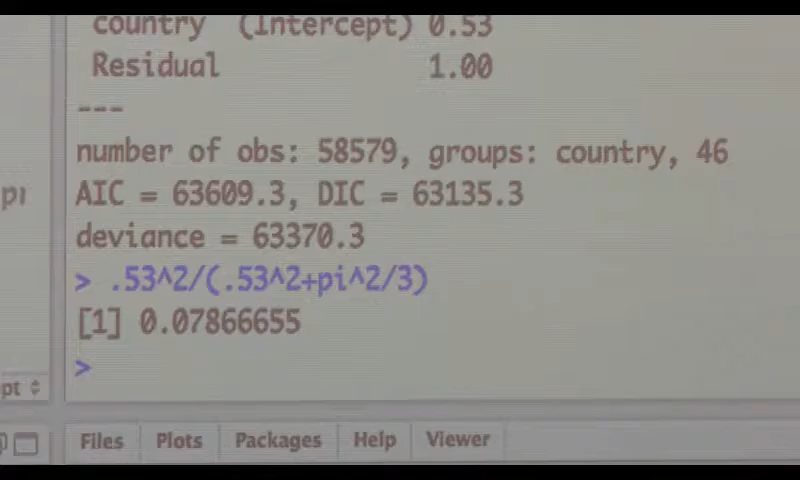 country (Intercept) 0.53
Residual 1.00
---
number of obs: 58579, groups: country, 46
AIC = 63609.3, DIC = 63135.3
deviance = 63370.3
> .53^2/(.53^2+pi^2/3)
[1] 0.07866655
>
pi
pt
Files Plots Packages Help Viewer